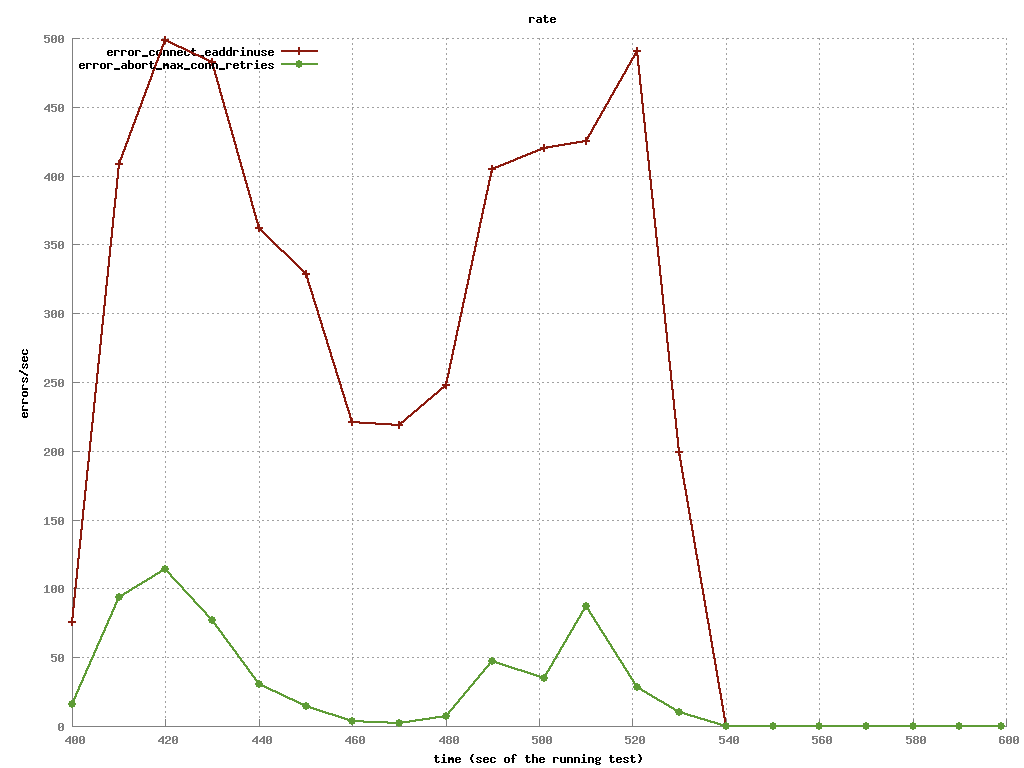 rate
500
error_connect_eaddrinuse
error_abort_max_conn_retries
450
400
350
300
errors/sec
250
200
150
100
50
0
400 420 440 460 480 500 520 540 560 580 600
time (sec of the running test)